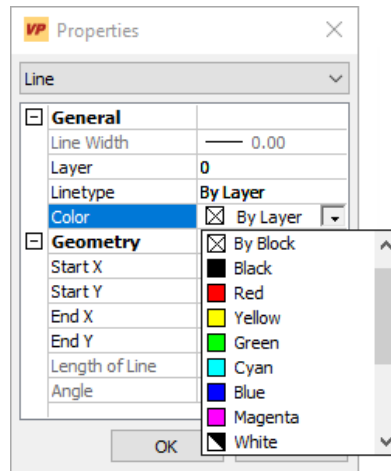 VP Properties
Line
General
Line Width 0.00
Layer 0
Linetype By Layer
Color By Layer
Geometry By Block
Start X Black
Start Y Red
End X Yellow
End Y Green
Length of Line Cyan
Angle Blue
Magenta
OK White